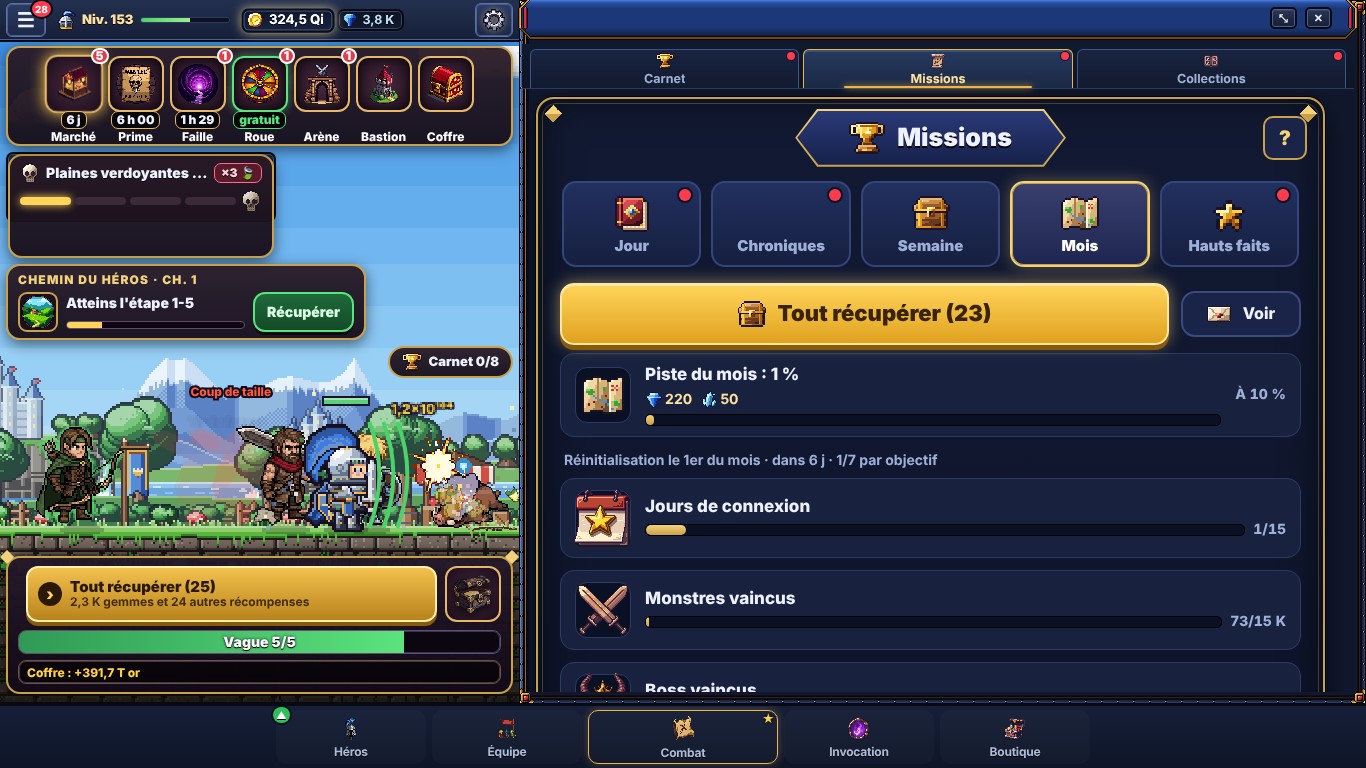 28
Niv. 153
324,5 Qi
3,8 K
5
1
1
1
6 j
6 h 00
1 h 29
gratuit
Marché
Prime
Faille
Roue
Arène
Bastion
Coffre
Plaines verdoyantes ...
×3
CHEMIN DU HÉROS · CH. 1
Atteins l'étape 1-5
Récupérer
Carnet 0/8
Coup de taille
Tout récupérer (25)
2,3 K gemmes et 24 autres récompenses
Vague 5/5
Coffre : +391,7 T or
Carnet
Missions
Collections
Missions
?
Jour
Chroniques
Semaine
Mois
Hauts faits
Tout récupérer (23)
Voir
Piste du mois : 1 %
220
50
À 10 %
Réinitialisation le 1er du mois · dans 6 j · 1/7 par objectif
Jours de connexion
1/15
Monstres vaincus
73/15 K
Boss vaincus
Héros
Équipe
Combat
Invocation
Boutique